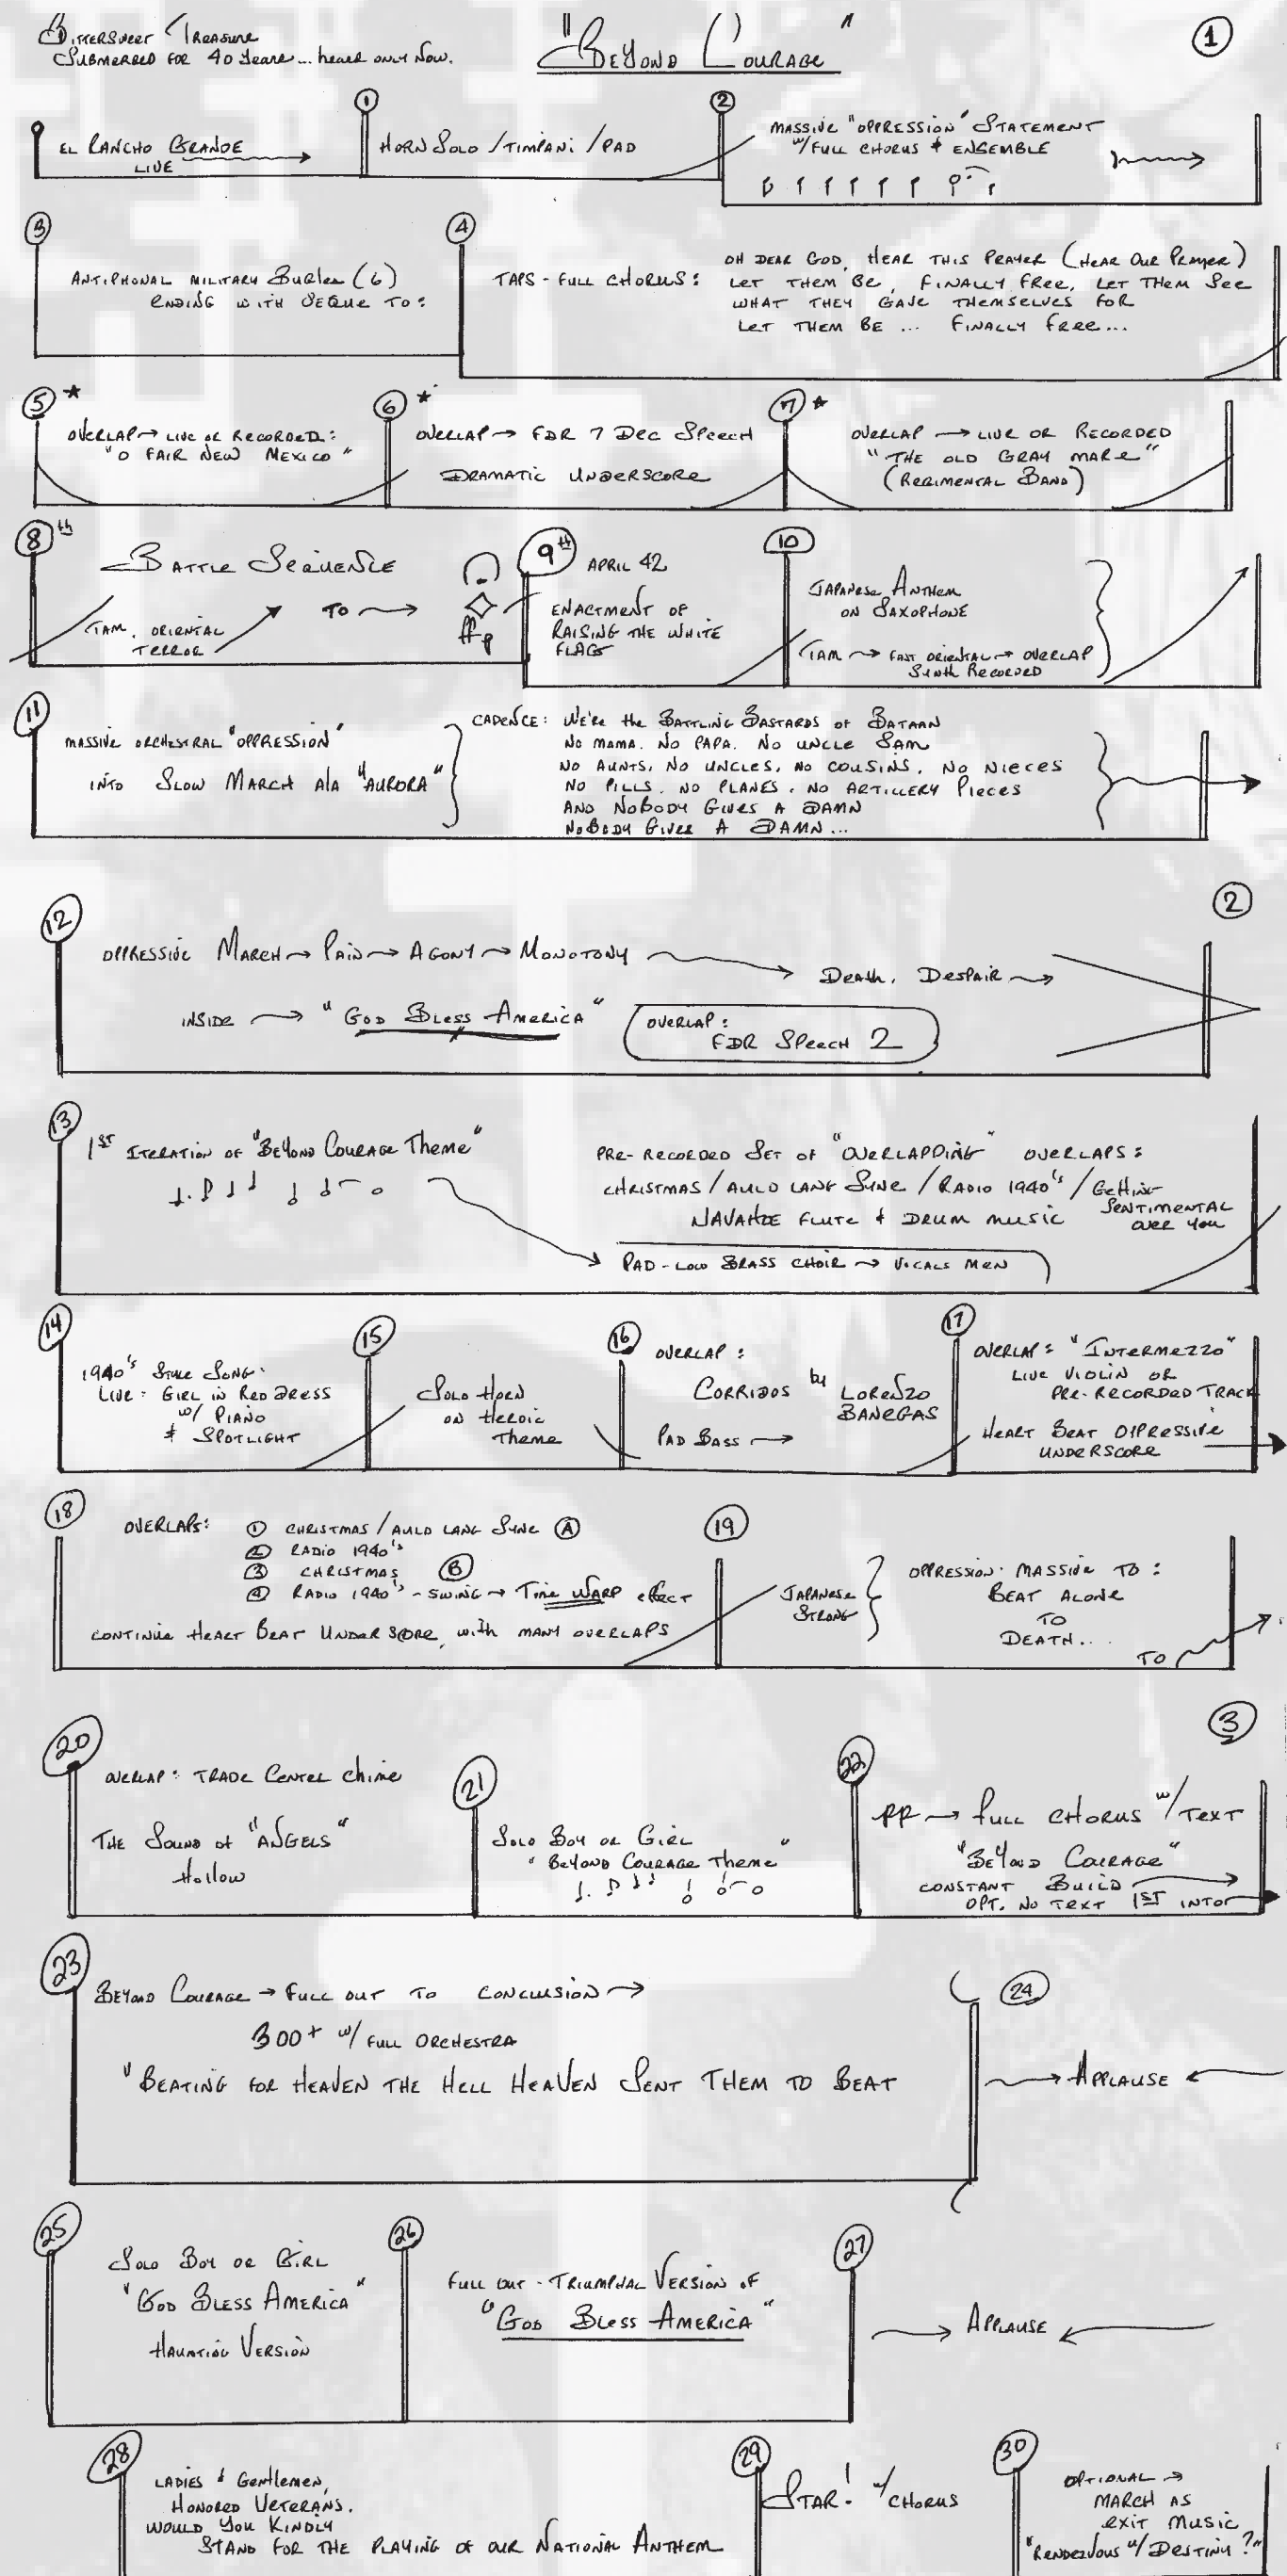 BitterSweet Treasure
Submerged for 40 years... heard only now.
"Beyond Courage"
1
El Rancho Grande
Live
1
Horn Solo / Timpani / Pad
2
Massive "Oppression" Statement
w/ Full Chorus & Ensemble
3
Antiphonal Military Bugles (6)
Ending with Segue to:
4
Taps - Full Chorus:
Oh Dear God, Hear this Prayer (Hear Our Prayer)
Let them Be, Finally Free, Let Them See
What they Gave Themselves For
Let them Be ... Finally Free...
5 *
Overlap → Live or Recorded:
"O Fair New Mexico"
6 *
Overlap → FDR 7 Dec Speech
Dramatic Underscore
7 *
Overlap → Live or Recorded
"The Old Gray Mare"
(Regimental Band)
8th
Battle Sequence
Tam, Oriental
Terror
to →
ffp
9th April 42
Enactment of
Raising the White
Flags
10
Japanese Anthem
on Saxophone
Tam → Fast Oriental → Overlap
Synth Recorded
11
Massive Orchestral "Oppression"
into Slow March ala "Aurora"
Cadence: We're the Battling Bastards of Bataan
No Mama. No Papa. No Uncle Sam
No Aunts, No Uncles, No Cousins, No Nieces
No Pills. No Planes. No Artillery Pieces
And Nobody Gives a Damn
Nobody Gives a Damn...
2
12
Oppressive March → Pain → Agony → Monotony
Death, Despair →
Inside → "God Bless America"
Overlap:
FDR Speech 2
13
1st Iteration of "Beyond Courage Theme"
Pre-Recorded Set of "Overlapping" Overlaps:
Christmas / Auld Lang Syne / Radio 1940's / Getting
Sentimental
Over You
Navahoe Flute & Drum Music
Pad - Low Brass Choir → Vocals Men
14
1940's Style Song:
Live: Girl in Red Dress
w/ Piano
& Spotlight
15
Solo Horn
on Heroic
Theme
16
Overlap:
Corridos by Lorenzo
Banegas
Pad Bass →
17
Overlap: "Intermezzo"
Live Violin or
Pre-Recorded Track
Heart Beat Oppressive
Underscore
18
Overlaps: 1 Christmas / Auld Lang Syne A
2 Radio 1940's
3 Christmas B
4 Radio 1940's - Swing → Time Warp effect
Continue Heart Beat Underscore, with many overlaps
19
Japanese
Strong
Oppression Massive to:
Beat Alone
to
Death...
to
3
20
Overlap: Trade Center Chime
The Sound of "Angels"
Hollow
21
Solo Boy or Girl
"Beyond Courage Theme"
22
pp → Full Chorus w/ Text
"Beyond Courage"
Constant Build
Opt. No Text 1st into
23
Beyond Courage → Full out to conclusion →
300+ w/ Full Orchestra
"Beating for Heaven the Hell Heaven Sent Them to Beat
24
Applause
25
Solo Boy or Girl
"God Bless America"
Haunting Version
26
Full out - Triumphal Version of
"God Bless America"
27
Applause
28
Ladies & Gentlemen,
Honored Veterans.
Would You Kindly
Stand for the Playing of our National Anthem
29
Star! w/ Chorus
30
Optional →
March as
exit music
"Rendezvous w/ Destiny?"